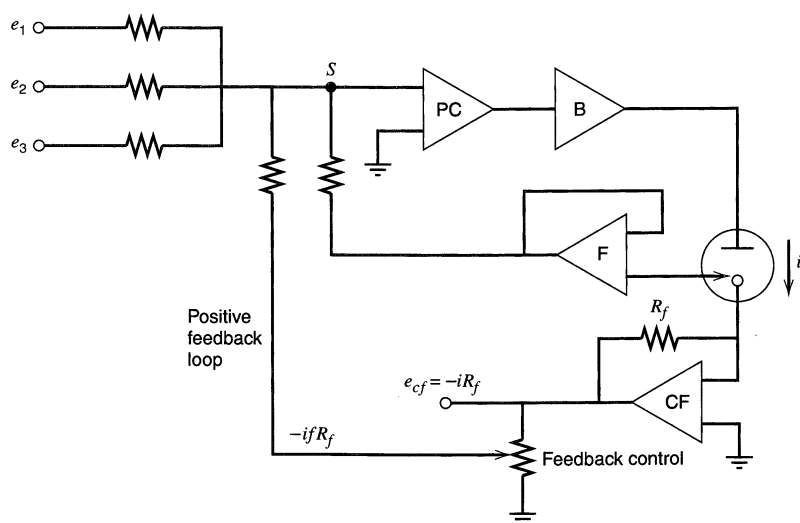 e₁
e₂
e₃
S
PC
B
F
i
Positive
feedback
loop
R_f
e_cf = −iR_f
CF
−ifR_f
Feedback control